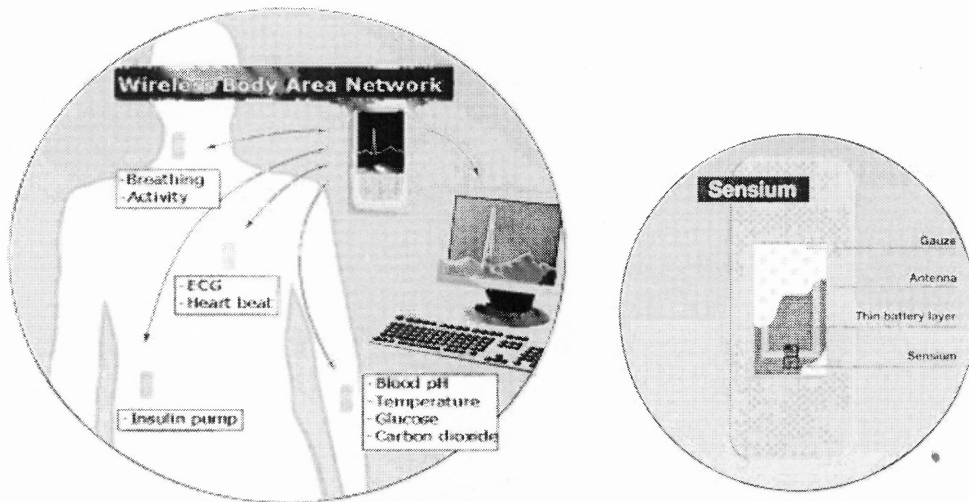 Wireless Body Area Network
- Breathing
- Activity
- ECG
- Heart beat
- Insulin pump
- Blood pH
- Temperature
- Glucose
- Carbon dioxide
Sensium
Gauze
Antenna
Thin battery layer
Sensium